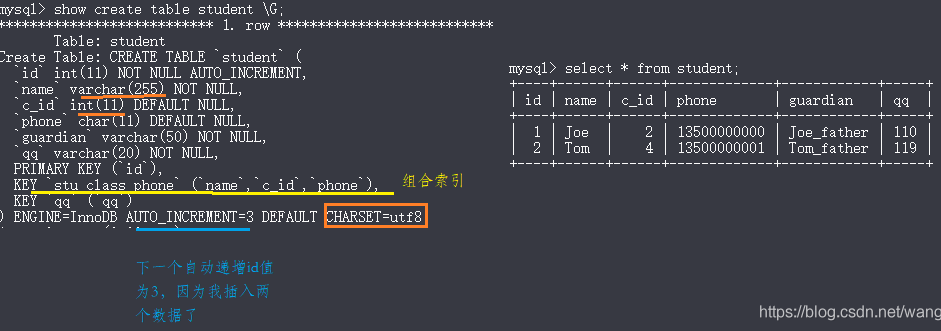 mysql> show create table student \G;
*************************** 1. row ***************************
Table: student
Create Table: CREATE TABLE `student` (
`id` int(11) NOT NULL AUTO_INCREMENT,
`name` varchar(255) NOT NULL,
`c_id` int(11) DEFAULT NULL,
`phone` char(11) DEFAULT NULL,
`guardian` varchar(50) NOT NULL,
`qq` varchar(20) NOT NULL,
PRIMARY KEY (`id`),
KEY `stu_class_phone` (`name`,`c_id`,`phone`),
组合索引
KEY `qq` (`qq`)
) ENGINE=InnoDB AUTO_INCREMENT=3 DEFAULT CHARSET=utf8
下一个自动递增id值
为3，因为我插入两
个数据了
mysql> select * from student;
+----+------+------+-------------+------------+-----+
| id | name | c_id | phone | guardian | qq |
+----+------+------+-------------+------------+-----+
| 1 | Joe | 2 | 13500000000 | Joe_father | 110 |
| 2 | Tom | 4 | 13500000001 | Tom_father | 119 |
+----+------+------+-------------+------------+-----+
https://blog.csdn.net/wang